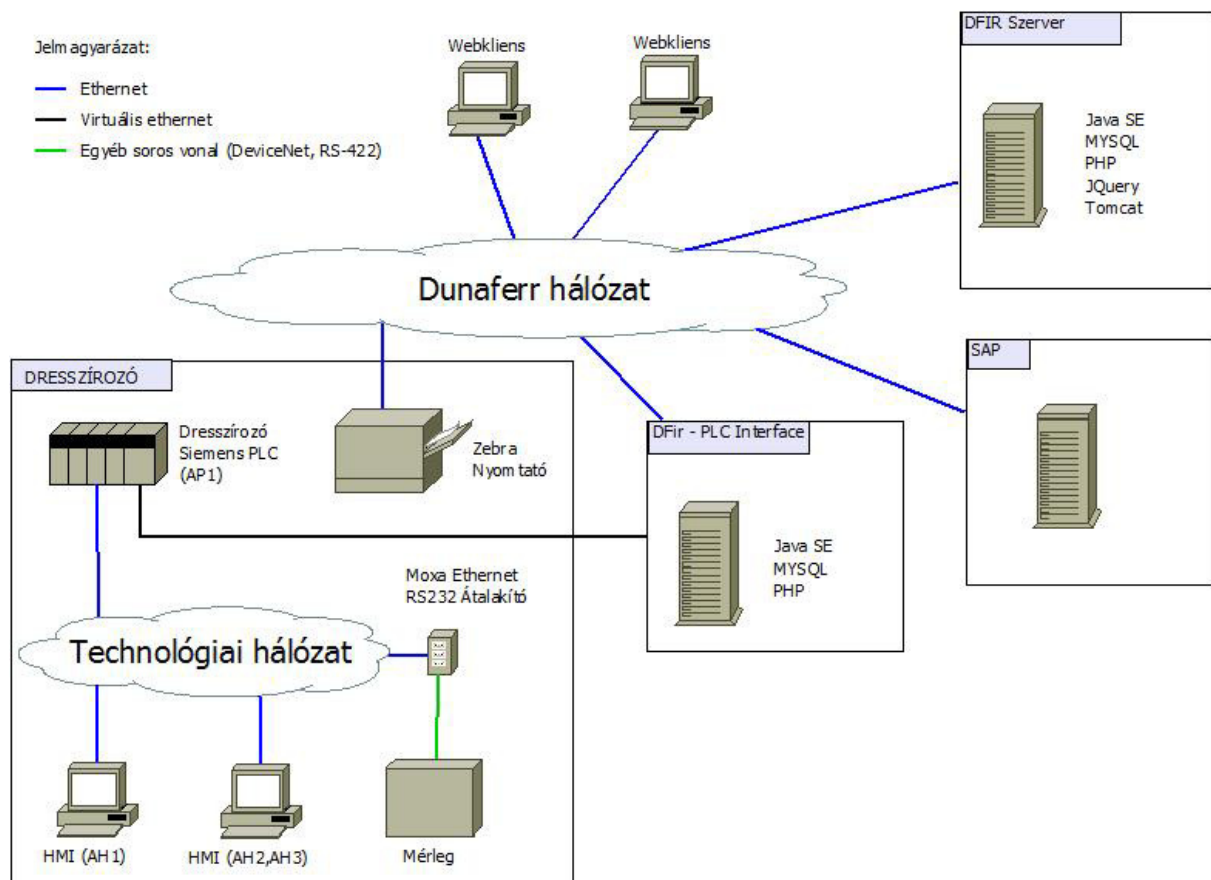 Jelmagyarázat:
Ethernet
Virtuális ethernet
Egyéb soros vonal (DeviceNet, RS-422)
Webkliens
Webkliens
DFIR Szerver
Java SE
MYSQL
PHP
JQuery
Tomcat
Dunaferr hálózat
SAP
DRESSZÍROZÓ
Dresszírozó
Siemens PLC
(AP1)
Zebra
Nyomtató
DFir - PLC Interface
Java SE
MYSQL
PHP
Moxa Ethernet
RS232 Átalakító
Technológiai hálózat
HMI (AH1)
HMI (AH2,AH3)
Mérleg